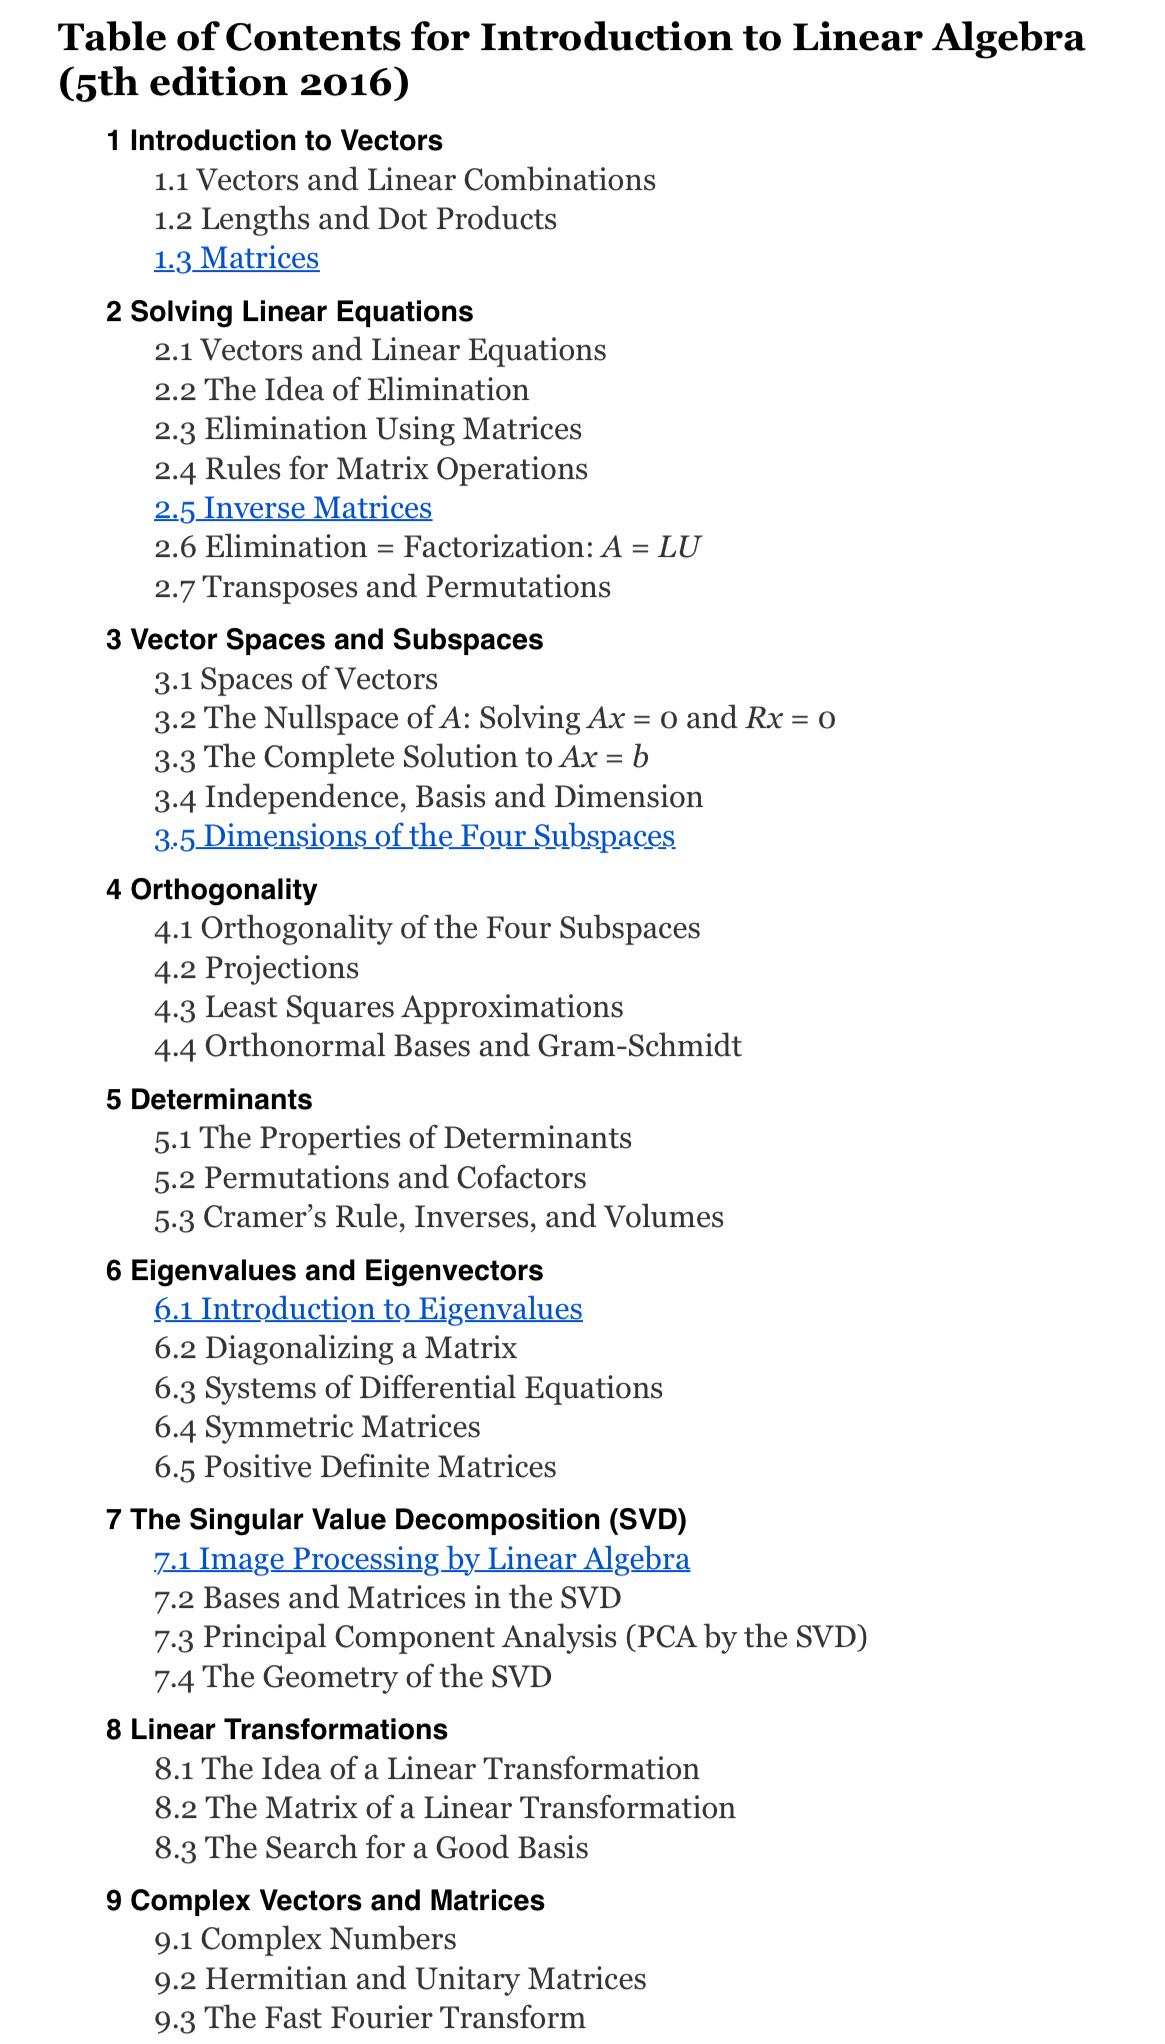 Table of Contents for Introduction to Linear Algebra
(5th edition 2016)
1 Introduction to Vectors
1.1 Vectors and Linear Combinations
1.2 Lengths and Dot Products
1.3 Matrices
2 Solving Linear Equations
2.1 Vectors and Linear Equations
2.2 The Idea of Elimination
2.3 Elimination Using Matrices
2.4 Rules for Matrix Operations
2.5 Inverse Matrices
2.6 Elimination = Factorization: A = LU
2.7 Transposes and Permutations
3 Vector Spaces and Subspaces
3.1 Spaces of Vectors
3.2 The Nullspace of A: Solving Ax = 0 and Rx = 0
3.3 The Complete Solution to Ax = b
3.4 Independence, Basis and Dimension
3.5 Dimensions of the Four Subspaces
4 Orthogonality
4.1 Orthogonality of the Four Subspaces
4.2 Projections
4.3 Least Squares Approximations
4.4 Orthonormal Bases and Gram-Schmidt
5 Determinants
5.1 The Properties of Determinants
5.2 Permutations and Cofactors
5.3 Cramer’s Rule, Inverses, and Volumes
6 Eigenvalues and Eigenvectors
6.1 Introduction to Eigenvalues
6.2 Diagonalizing a Matrix
6.3 Systems of Differential Equations
6.4 Symmetric Matrices
6.5 Positive Definite Matrices
7 The Singular Value Decomposition (SVD)
7.1 Image Processing by Linear Algebra
7.2 Bases and Matrices in the SVD
7.3 Principal Component Analysis (PCA by the SVD)
7.4 The Geometry of the SVD
8 Linear Transformations
8.1 The Idea of a Linear Transformation
8.2 The Matrix of a Linear Transformation
8.3 The Search for a Good Basis
9 Complex Vectors and Matrices
9.1 Complex Numbers
9.2 Hermitian and Unitary Matrices
9.3 The Fast Fourier Transform